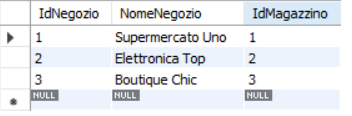 IdNegozio NomeNegozio IdMagazzino
1 Supermercato Uno 1
2 Elettronica Top 2
3 Boutique Chic 3
NULL NULL NULL